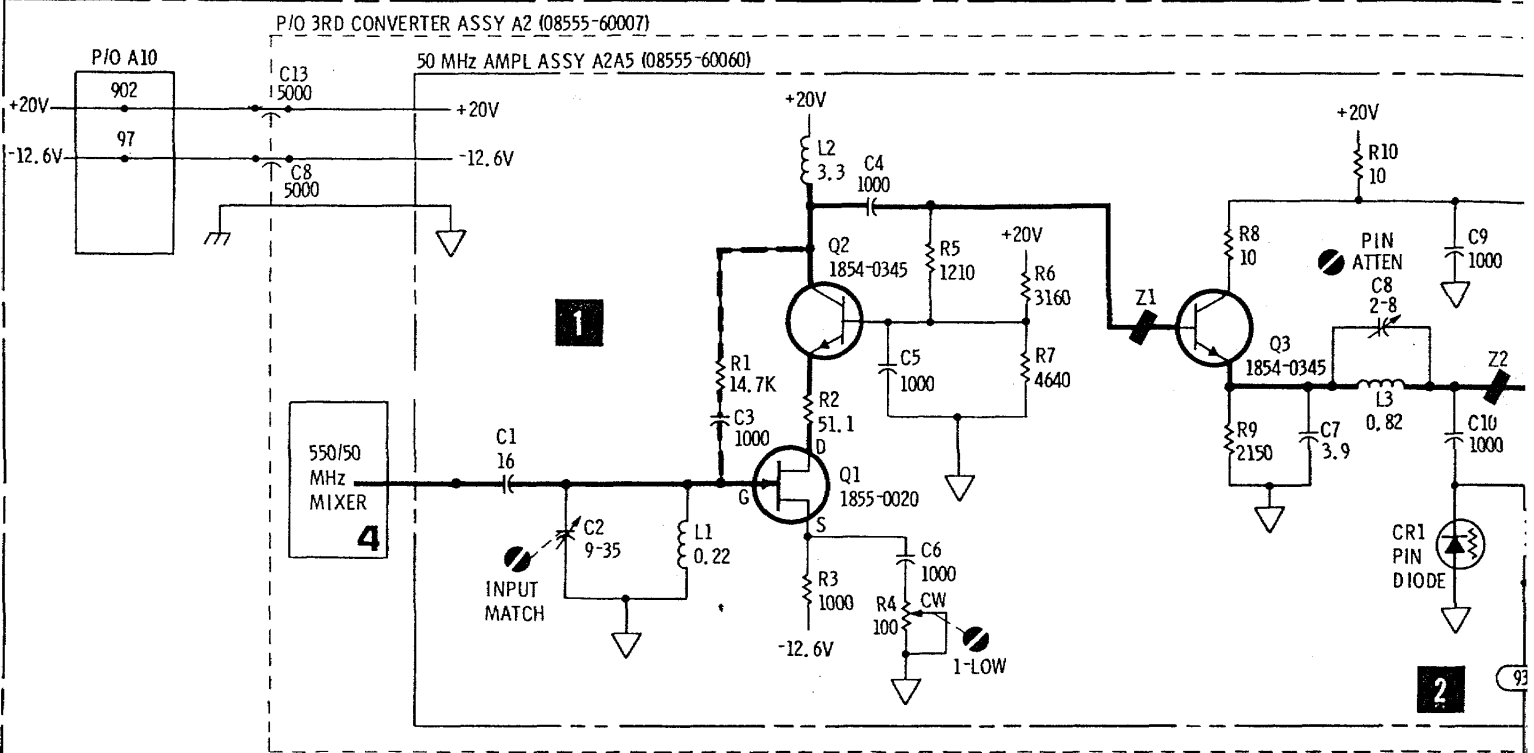 P/O 3RD CONVERTER ASSY A2 (08555-60007)
P/O A10
50 MHz AMPL ASSY A2A5 (08555-60060)
902
C13
5000
+20V
+20V
97
-12.6V
-12.6V
C8
5000
+20V
L2
3.3
C4
1000
+20V
R10
10
Q2
1854-0345
R5
1210
+20V
R6
3160
R8
10
PIN
ATTEN
C8
2-8
C9
1000
1
Z1
R1
14.7K
C5
1000
R7
4640
Q3
1854-0345
Z2
R2
51.1
L3
0.82
C3
1000
D
R9
2150
C7
3.9
C10
1000
550/50
MHz
MIXER
4
C1
16
G
Q1
1855-0020
S
C2
9-35
L1
0.22
INPUT
MATCH
C6
1000
R3
1000
R4
100
CW
-12.6V
1-LOW
CR1
PIN
DIODE
2
93